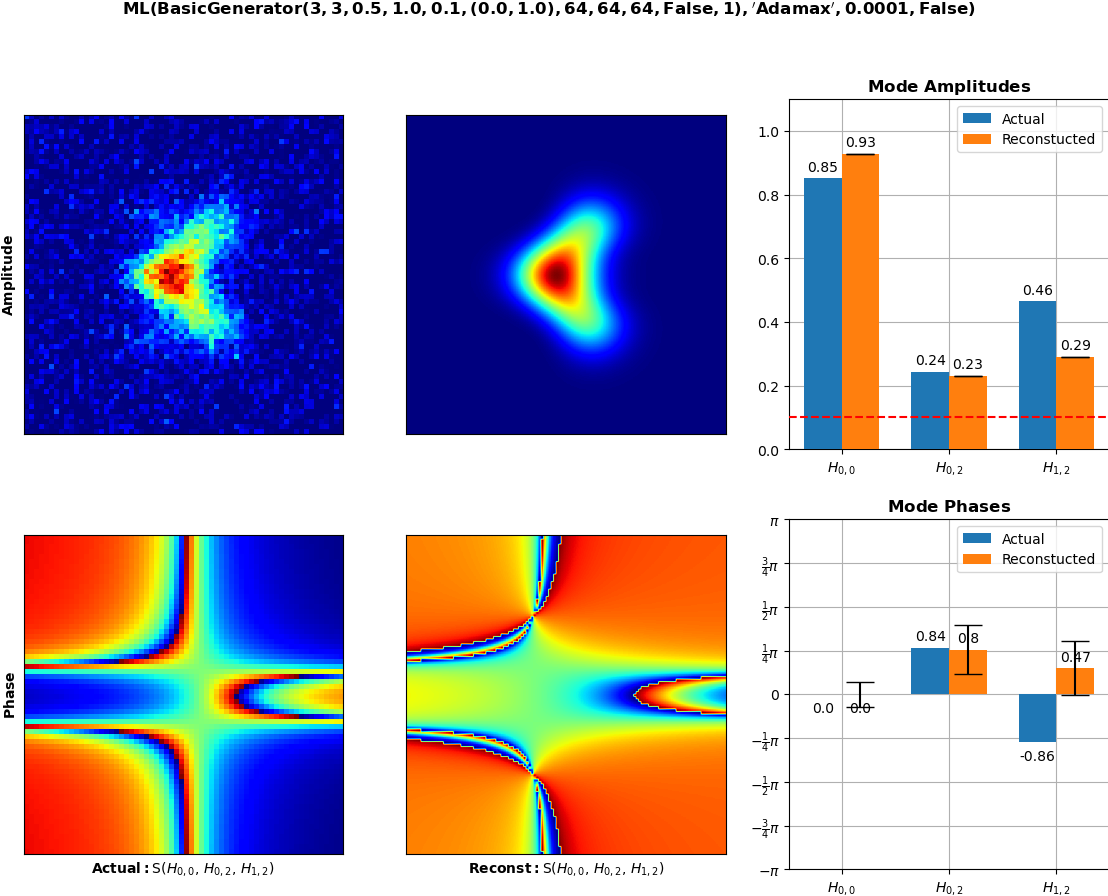 ML(BasicGenerator(3, 3, 0.5, 1.0, 0.1, (0.0, 1.0), 64, 64, 64, False, 1), ′Adamax′, 0.0001, False)
Amplitude
Mode Amplitudes
Actual
Reconstucted
1.0
0.8
0.6
0.4
0.2
0.0
0.85
0.93
0.24
0.23
0.46
0.29
H0,0
H0,2
H1,2
Phase
Actual: S(H0,0, H0,2, H1,2)
Reconst: S(H0,0, H0,2, H1,2)
Mode Phases
Actual
Reconstucted
π
3/4π
1/2π
1/4π
0
−1/4π
−1/2π
−3/4π
−π
0.0
0.0
0.84
0.8
-0.86
0.47
H0,0
H0,2
H1,2